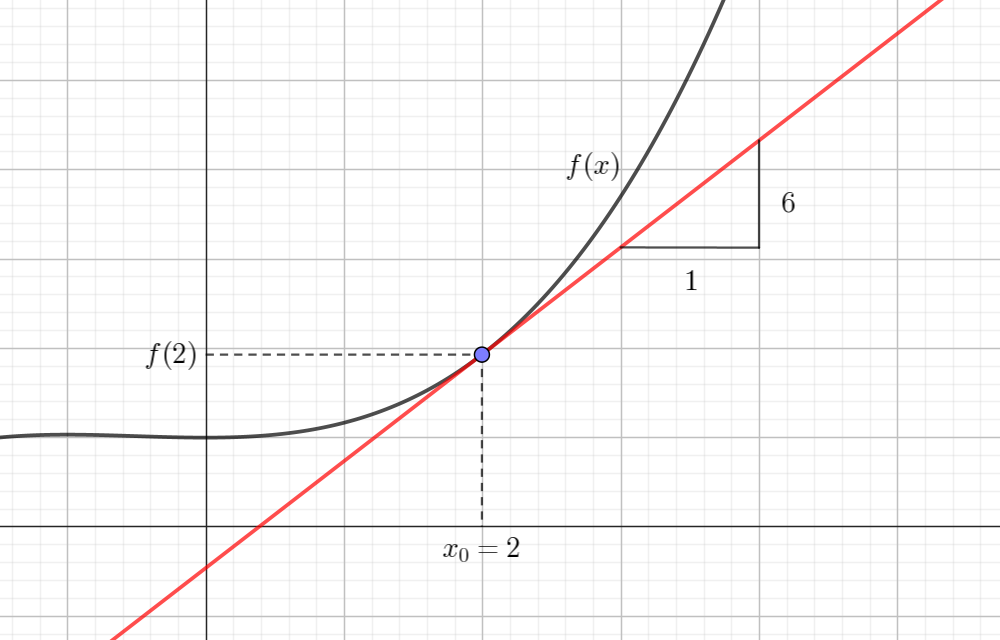 f(x)
6
1
f(2)
x₀ = 2